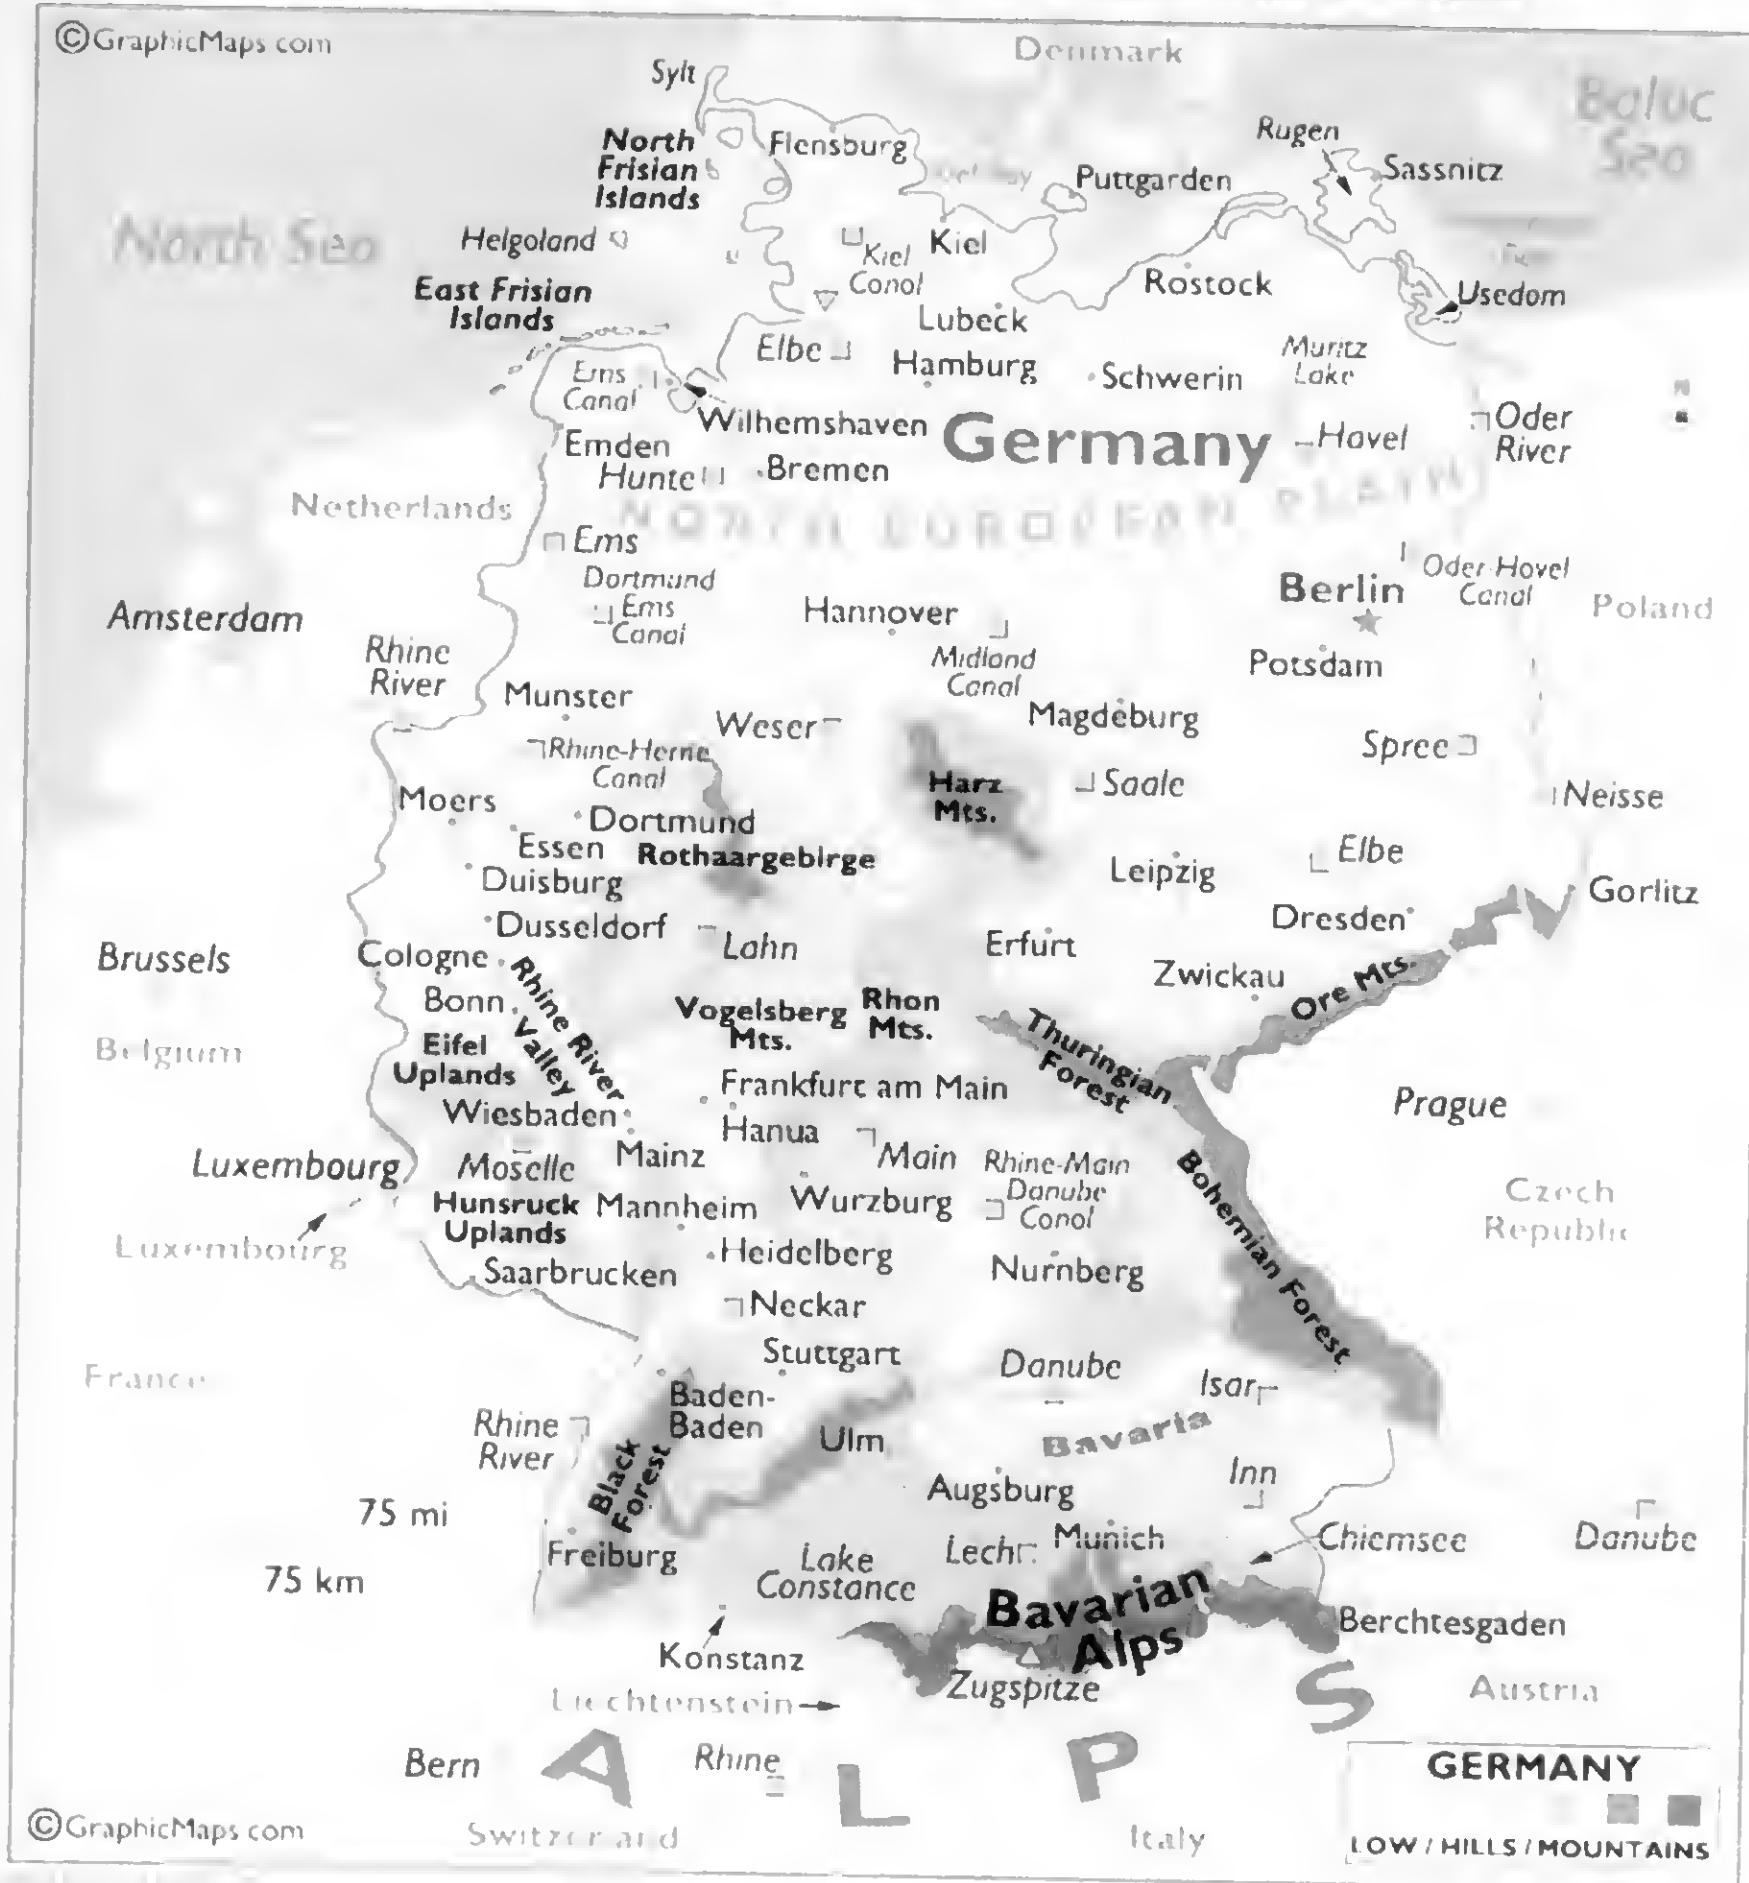 ©GraphicMaps com
Denmark
Sylt
North
Frisian
Islands
Flensburg
Rugen
Sassnitz
Puttgarden
Sea
North Sea
Helgoland
Kiel
Canal
Kiel
East Frisian
Islands
Rostock
Usedom
Lubeck
Elbe
Hamburg
Schwerin
Muritz
Lake
Ems
Canal
Wilhemshaven
Germany
Havel
Oder
River
Emden
Hunte
Bremen
Netherlands
NORTH EUROPEAN PLAIN
Ems
Dortmund
Ems
Canal
Hannover
Berlin
Oder-Havel
Canal
Poland
Amsterdam
Rhine
River
Midland
Canal
Potsdam
Munster
Weser
Magdeburg
Spree
Rhine-Herne
Canal
Harz
Mts.
Saale
Neisse
Moers
Dortmund
Essen
Rothaargebirge
Duisburg
Leipzig
Elbe
Gorlitz
Dusseldorf
Lahn
Erfurt
Dresden
Brussels
Cologne
Zwickau
Ore Mts.
Rhine River
Valley
Bonn
Vogelsberg
Mts.
Rhon
Mts.
Thuringian
Forest
Belgium
Eifel
Uplands
Frankfurt am Main
Prague
Wiesbaden
Hanua
Main
Luxembourg
Moselle
Mainz
Rhine-Main
Danube
Canal
Bohemian Forest
Hunsruck
Uplands
Mannheim
Wurzburg
Czech
Republic
Luxembourg
Saarbrucken
Heidelberg
Nurnberg
Neckar
Stuttgart
Danube
Isar
France
Baden-
Baden
Rhine
River
Ulm
Bavaria
Black
Forest
Augsburg
Inn
75 mi
Freiburg
Lake
Constance
Lech
Munich
Chiemsee
Danube
75 km
Bavarian
Alps
Berchtesgaden
Konstanz
Zugspitze
Liechtenstein
Austria
ALPS
Bern
Rhine
GERMANY
LOW / HILLS / MOUNTAINS
©GraphicMaps com
Switzerland
Italy